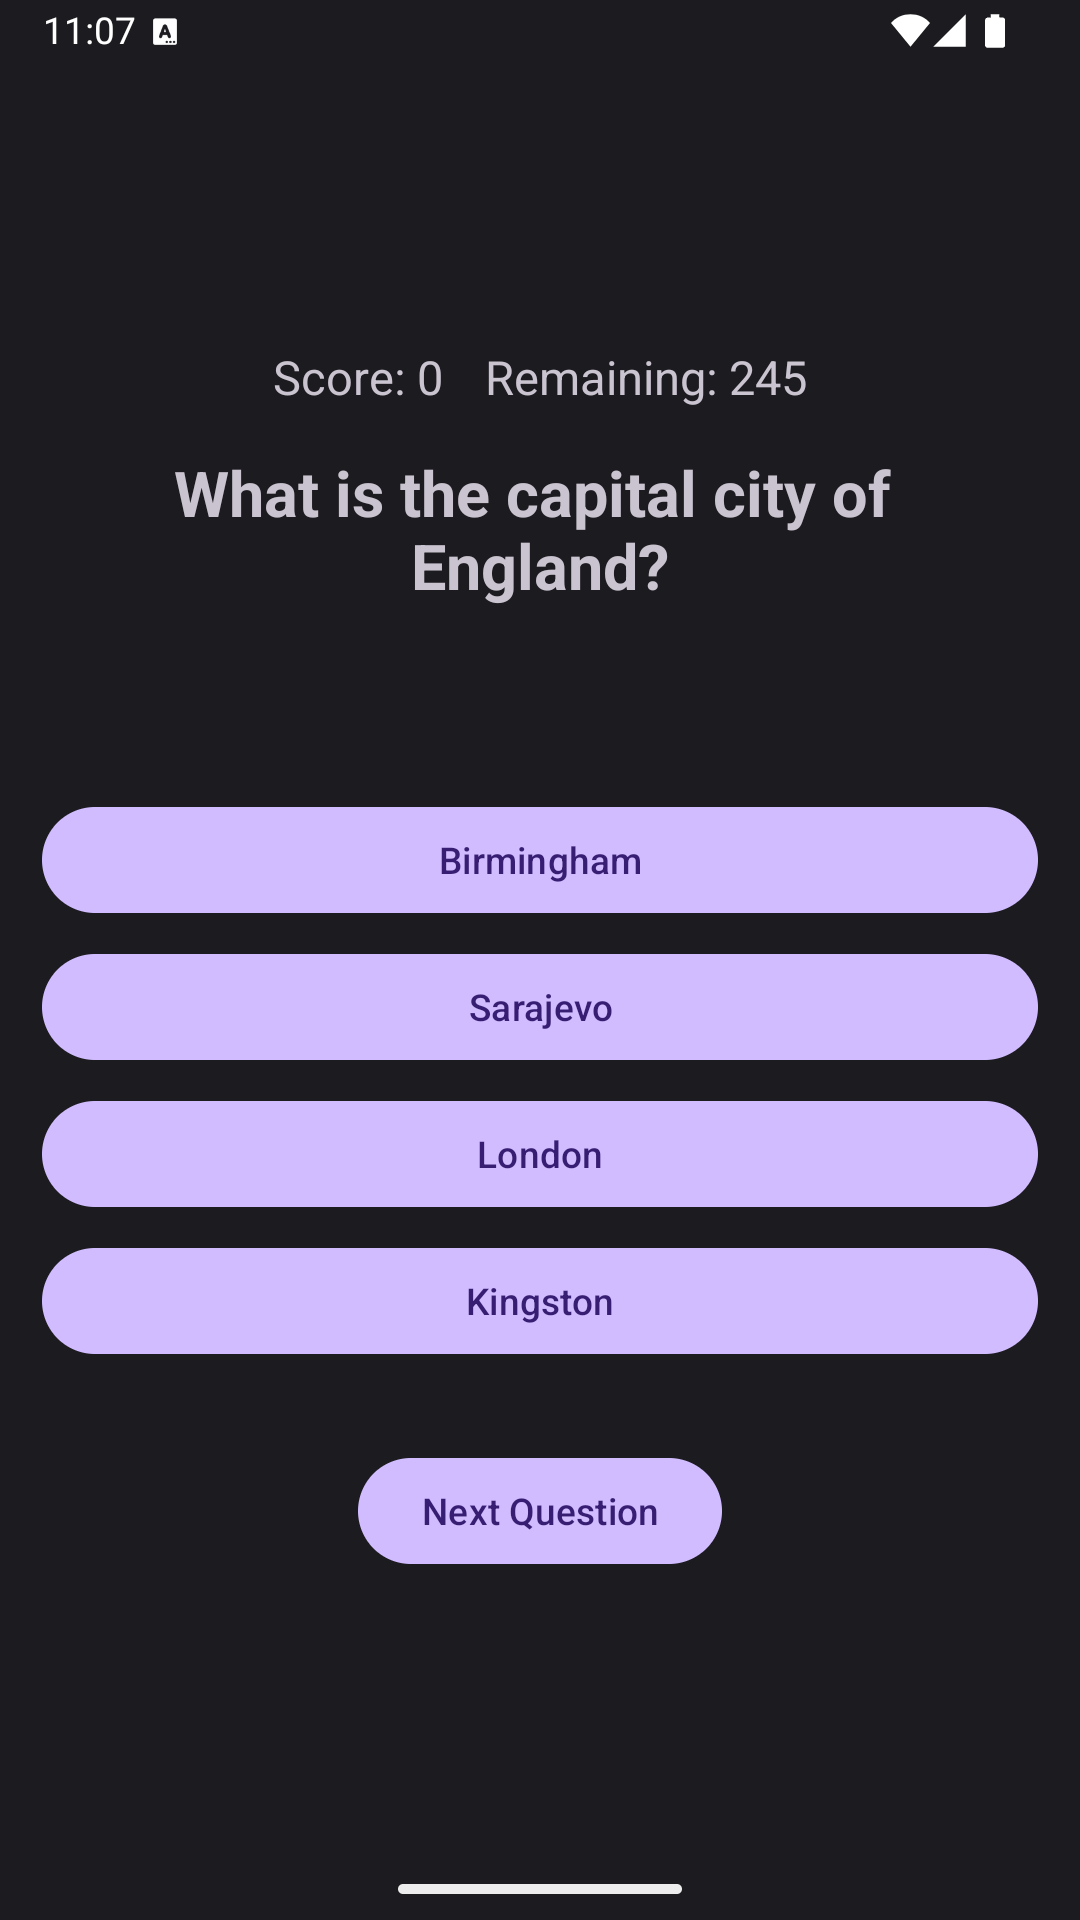 11:07
Score: 0 Remaining: 245
What is the capital city of
England?
Birmingham
Sarajevo
London
Kingston
Next Question